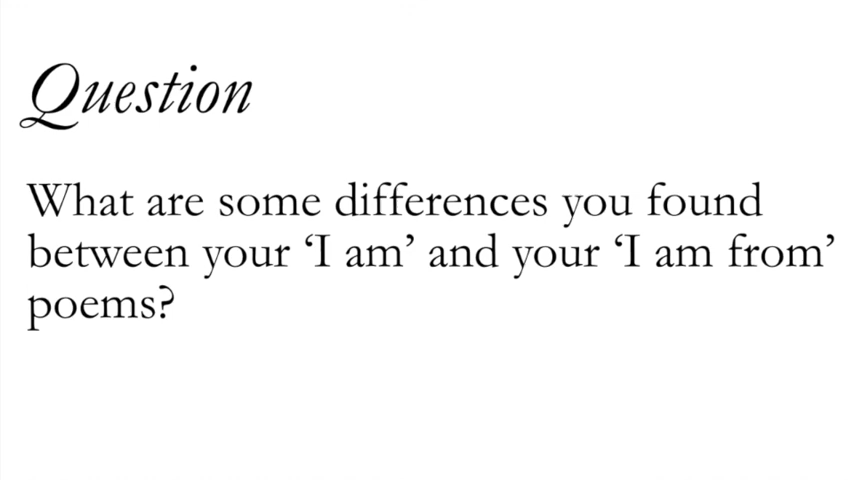 Question
What are some differences you found
between your ‘I am’ and your ‘I am from’
poems?